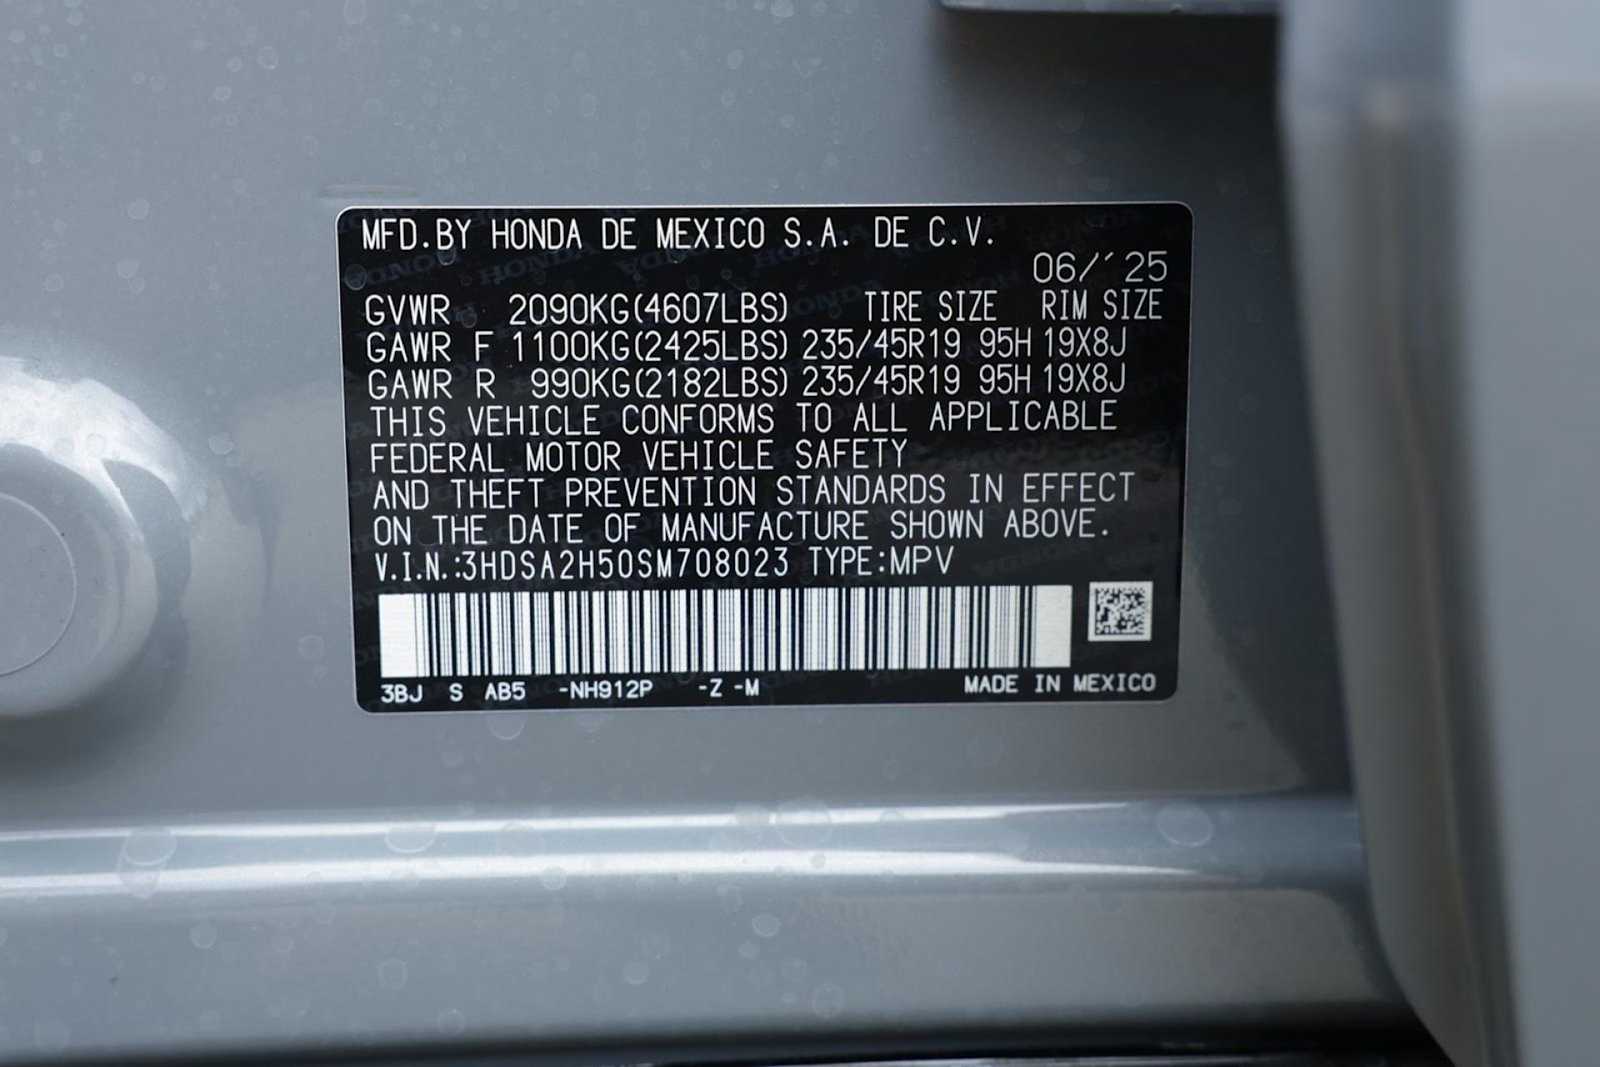 MFD.BY HONDA DE MEXICO S.A. DE C.V.
06/´25
GVWR 2090KG(4607LBS) TIRE SIZE RIM SIZE
GAWR F 1100KG(2425LBS) 235/45R19 95H 19X8J
GAWR R 990KG(2182LBS) 235/45R19 95H 19X8J
THIS VEHICLE CONFORMS TO ALL APPLICABLE
FEDERAL MOTOR VEHICLE SAFETY
AND THEFT PREVENTION STANDARDS IN EFFECT
ON THE DATE OF MANUFACTURE SHOWN ABOVE.
V.I.N.:3HDSA2H50SM708023 TYPE:MPV
3BJ S AB5 -NH912P -Z -M MADE IN MEXICO